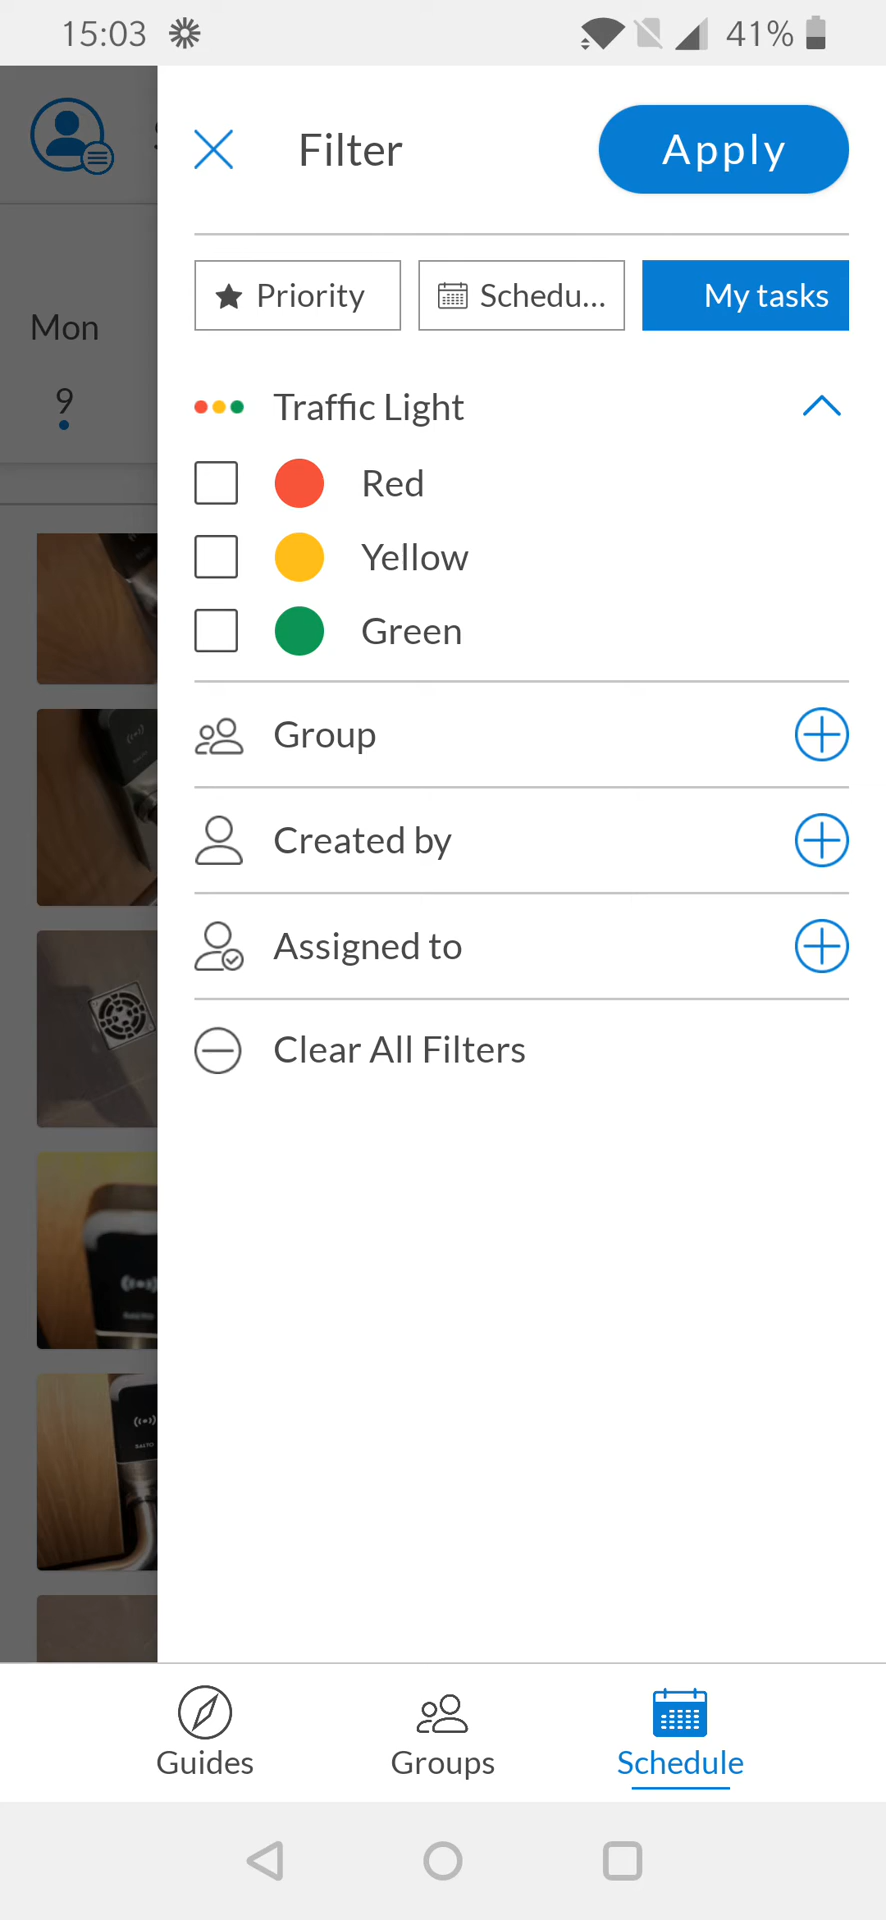 15:03
41%
Filter
Apply
Priority
Schedu...
My tasks
Mon
9
Traffic Light
Red
Yellow
Green
Group
Created by
Assigned to
Clear All Filters
SALTO
Guides
Groups
Schedule